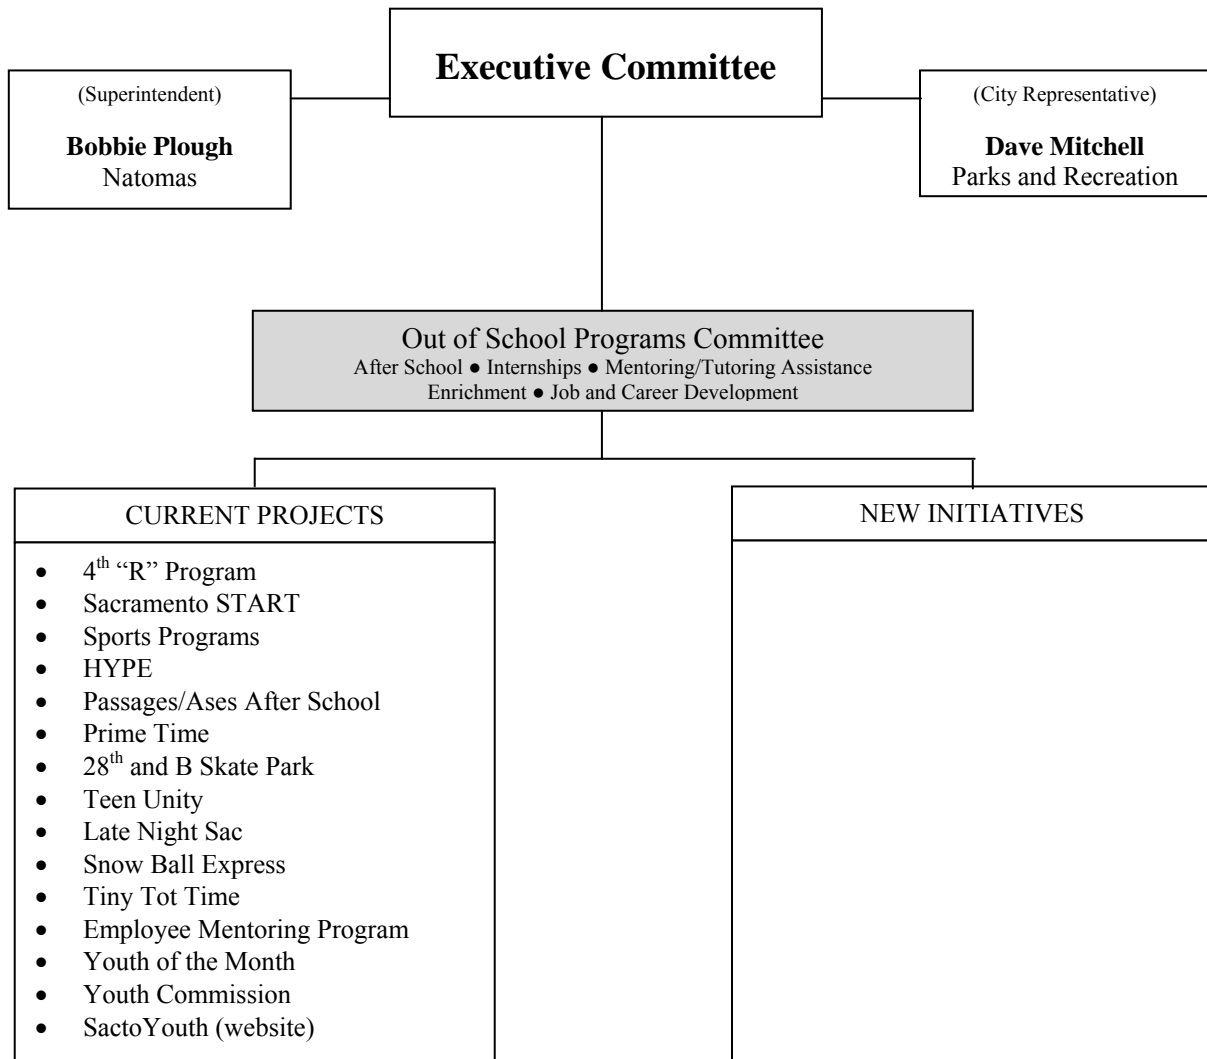 Executive Committee
(Superintendent)
Bobbie Plough
Natomas
(City Representative)
Dave Mitchell
Parks and Recreation
Out of School Programs Committee
After School ● Internships ● Mentoring/Tutoring Assistance
Enrichment ● Job and Career Development
CURRENT PROJECTS
• 4th “R” Program
• Sacramento START
• Sports Programs
• HYPE
• Passages/Ases After School
• Prime Time
• 28th and B Skate Park
• Teen Unity
• Late Night Sac
• Snow Ball Express
• Tiny Tot Time
• Employee Mentoring Program
• Youth of the Month
• Youth Commission
• SactoYouth (website)
NEW INITIATIVES